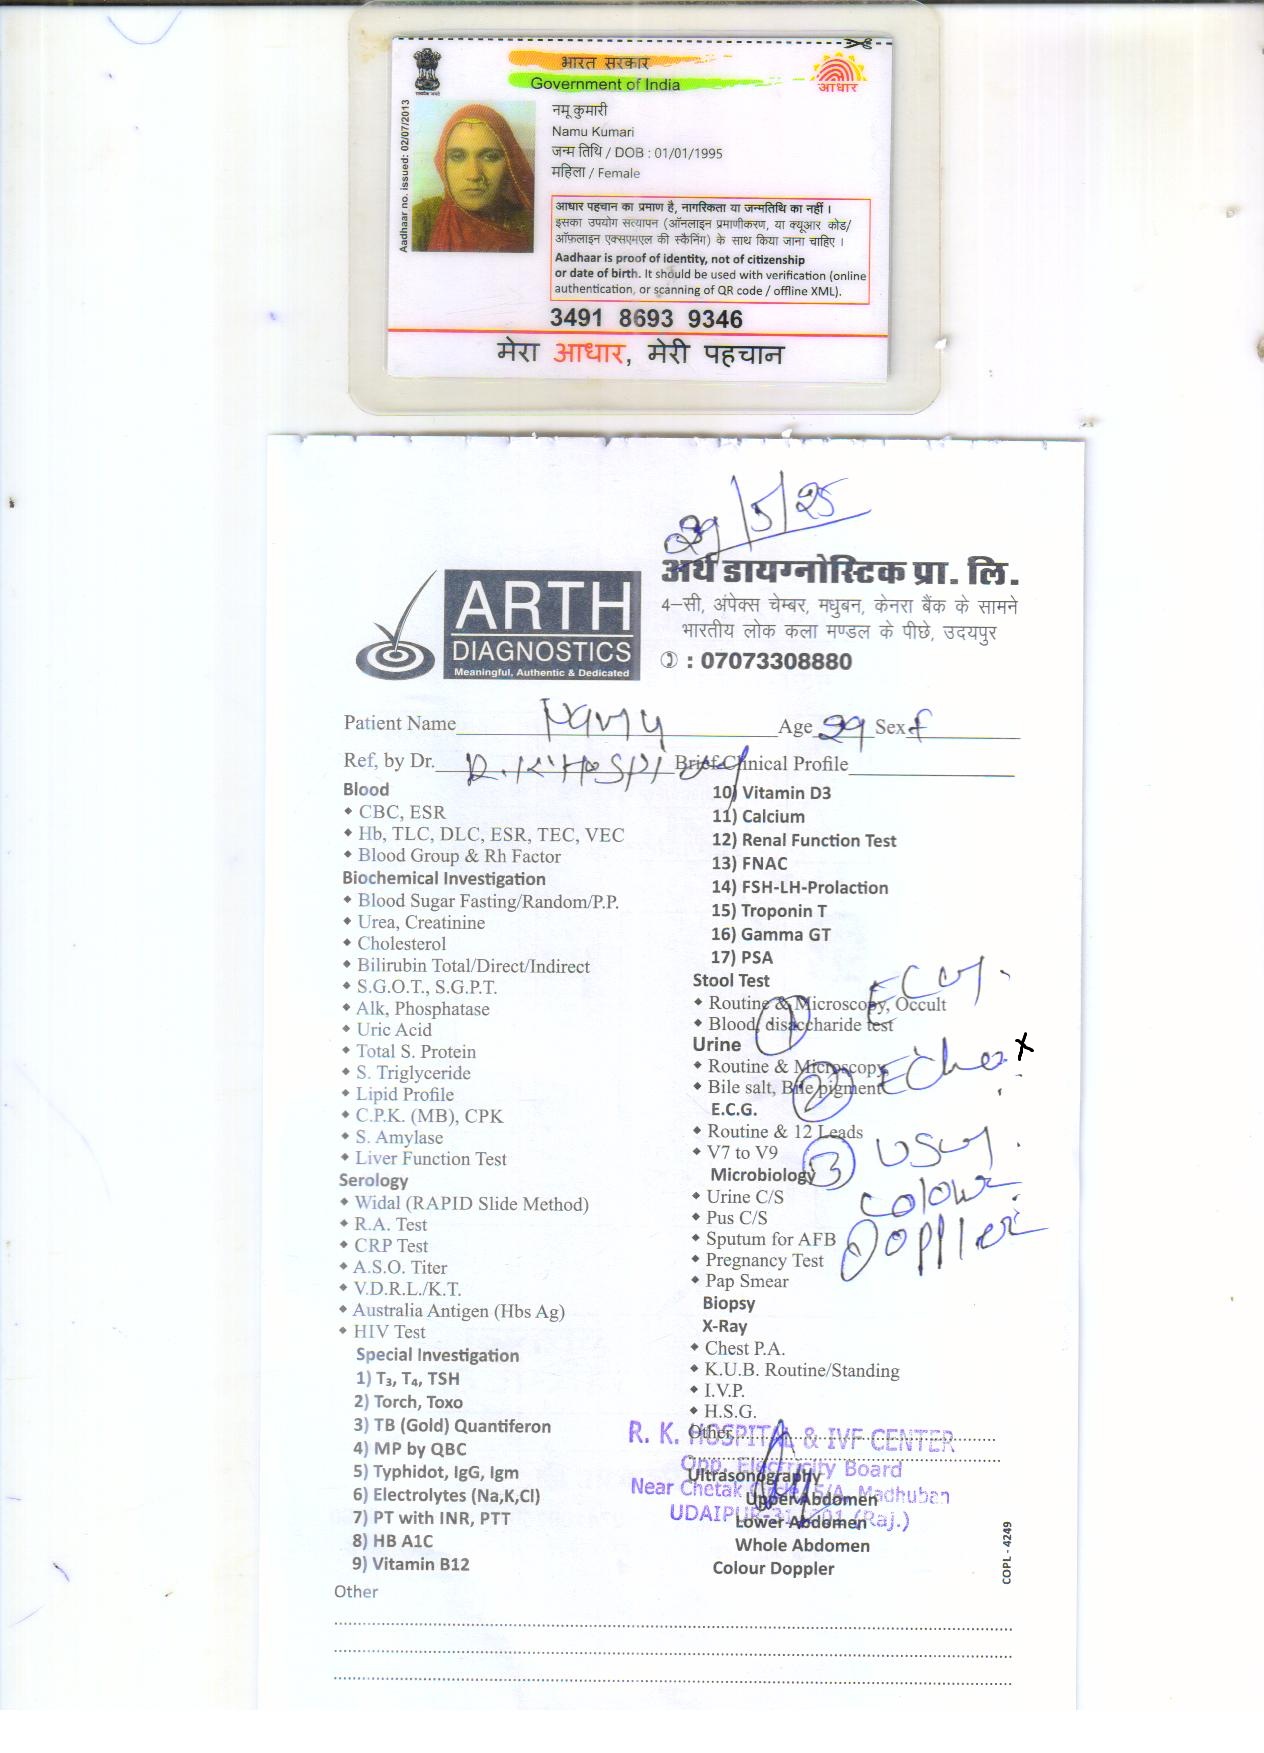 भारत सरकार
Government of India
आधार
Aadhaar no. issued: 02/07/2013
नमू कुमारी
Namu Kumari
जन्म तिथि / DOB : 01/01/1995
महिला / Female
आधार पहचान का प्रमाण है, नागरिकता या जन्मतिथि का नहीं ।
इसका उपयोग सत्यापन (ऑनलाइन प्रमाणीकरण, या क्यूआर कोड/
ऑफ़लाइन एक्सएमएल की स्कैनिंग) के साथ किया जाना चाहिए ।
Aadhaar is proof of identity, not of citizenship
or date of birth. It should be used with verification (online
authentication, or scanning of QR code / offline XML).
3491 8693 9346
मेरा आधार, मेरी पहचान
29/5/25
ARTH
DIAGNOSTICS
Meaningful, Authentic & Dedicated
अर्थ डायग्नोस्टिक प्रा. लि.
4–सी, अंपेक्स चेम्बर, मधुबन, केनरा बैंक के सामने
भारतीय लोक कला मण्डल के पीछे, उदयपुर
: 07073308880
Patient Name Namu Age 29 Sex f
Ref, by Dr. R.K Hospital Brief Clinical Profile
Blood
CBC, ESR
Hb, TLC, DLC, ESR, TEC, VEC
Blood Group & Rh Factor
Biochemical Investigation
Blood Sugar Fasting/Random/P.P.
Urea, Creatinine
Cholesterol
Bilirubin Total/Direct/Indirect
S.G.O.T., S.G.P.T.
Alk, Phosphatase
Uric Acid
Total S. Protein
S. Triglyceride
Lipid Profile
C.P.K. (MB), CPK
S. Amylase
Liver Function Test
Serology
Widal (RAPID Slide Method)
R.A. Test
CRP Test
A.S.O. Titer
V.D.R.L./K.T.
Australia Antigen (Hbs Ag)
HIV Test
Special Investigation
1) T₃, T₄, TSH
2) Torch, Toxo
3) TB (Gold) Quantiferon
4) MP by QBC
5) Typhidot, IgG, Igm
6) Electrolytes (Na,K,Cl)
7) PT with INR, PTT
8) HB A1C
9) Vitamin B12
Other
10) Vitamin D3
11) Calcium
12) Renal Function Test
13) FNAC
14) FSH-LH-Prolaction
15) Troponin T
16) Gamma GT
17) PSA
Stool Test
Routine & Microscopy, Occult
Blood, disaccharide test
Urine
Routine & Microscopy
Bile salt, Bile pigment
E.C.G.
Routine & 12 Leads
V7 to V9
Microbiology
Urine C/S
Pus C/S
Sputum for AFB
Pregnancy Test
Pap Smear
Biopsy
X-Ray
Chest P.A.
K.U.B. Routine/Standing
I.V.P.
H.S.G.
Other
Ultrasonography
Upper Abdomen
Lower Abdomen
Whole Abdomen
Colour Doppler
1 ECG
2 Echo x
3 USG
Colour
Doppler
R. K. HOSPITAL & IVF CENTER
Opp. Electricity Board
Near Chetak 5/A, Madhuban
UDAIPUR (Raj.)
COPL - 4249